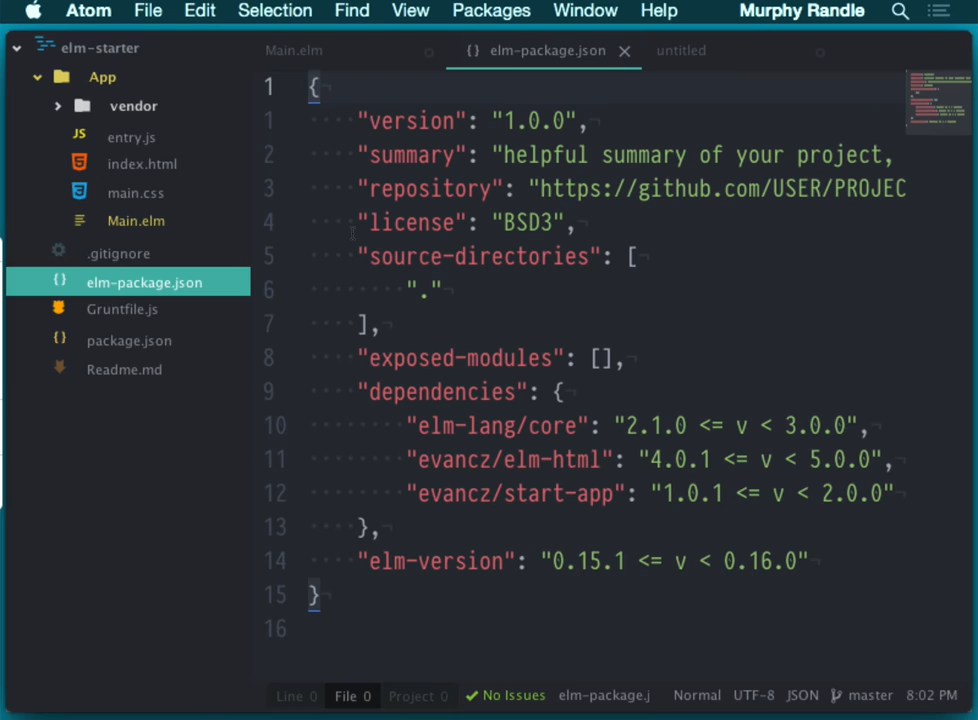 Atom File Edit Selection Find View Packages Window Help Murphy Randle
elm-starter
App
vendor
entry.js
index.html
main.css
Main.elm
.gitignore
elm-package.json
Gruntfile.js
package.json
Readme.md
Main.elm elm-package.json untitled
1 {
1 "version": "1.0.0",
2 "summary": "helpful summary of your project,
3 "repository": "https://github.com/USER/PROJEC
4 "license": "BSD3",
5 "source-directories": [
6 "."
7 ],
8 "exposed-modules": [],
9 "dependencies": {
10 "elm-lang/core": "2.1.0 <= v < 3.0.0",
11 "evancz/elm-html": "4.0.1 <= v < 5.0.0",
12 "evancz/start-app": "1.0.1 <= v < 2.0.0"
13 },
14 "elm-version": "0.15.1 <= v < 0.16.0"
15 }
16
Line 0 File 0 Project 0 No Issues elm-package.j Normal UTF-8 JSON master 8:02 PM